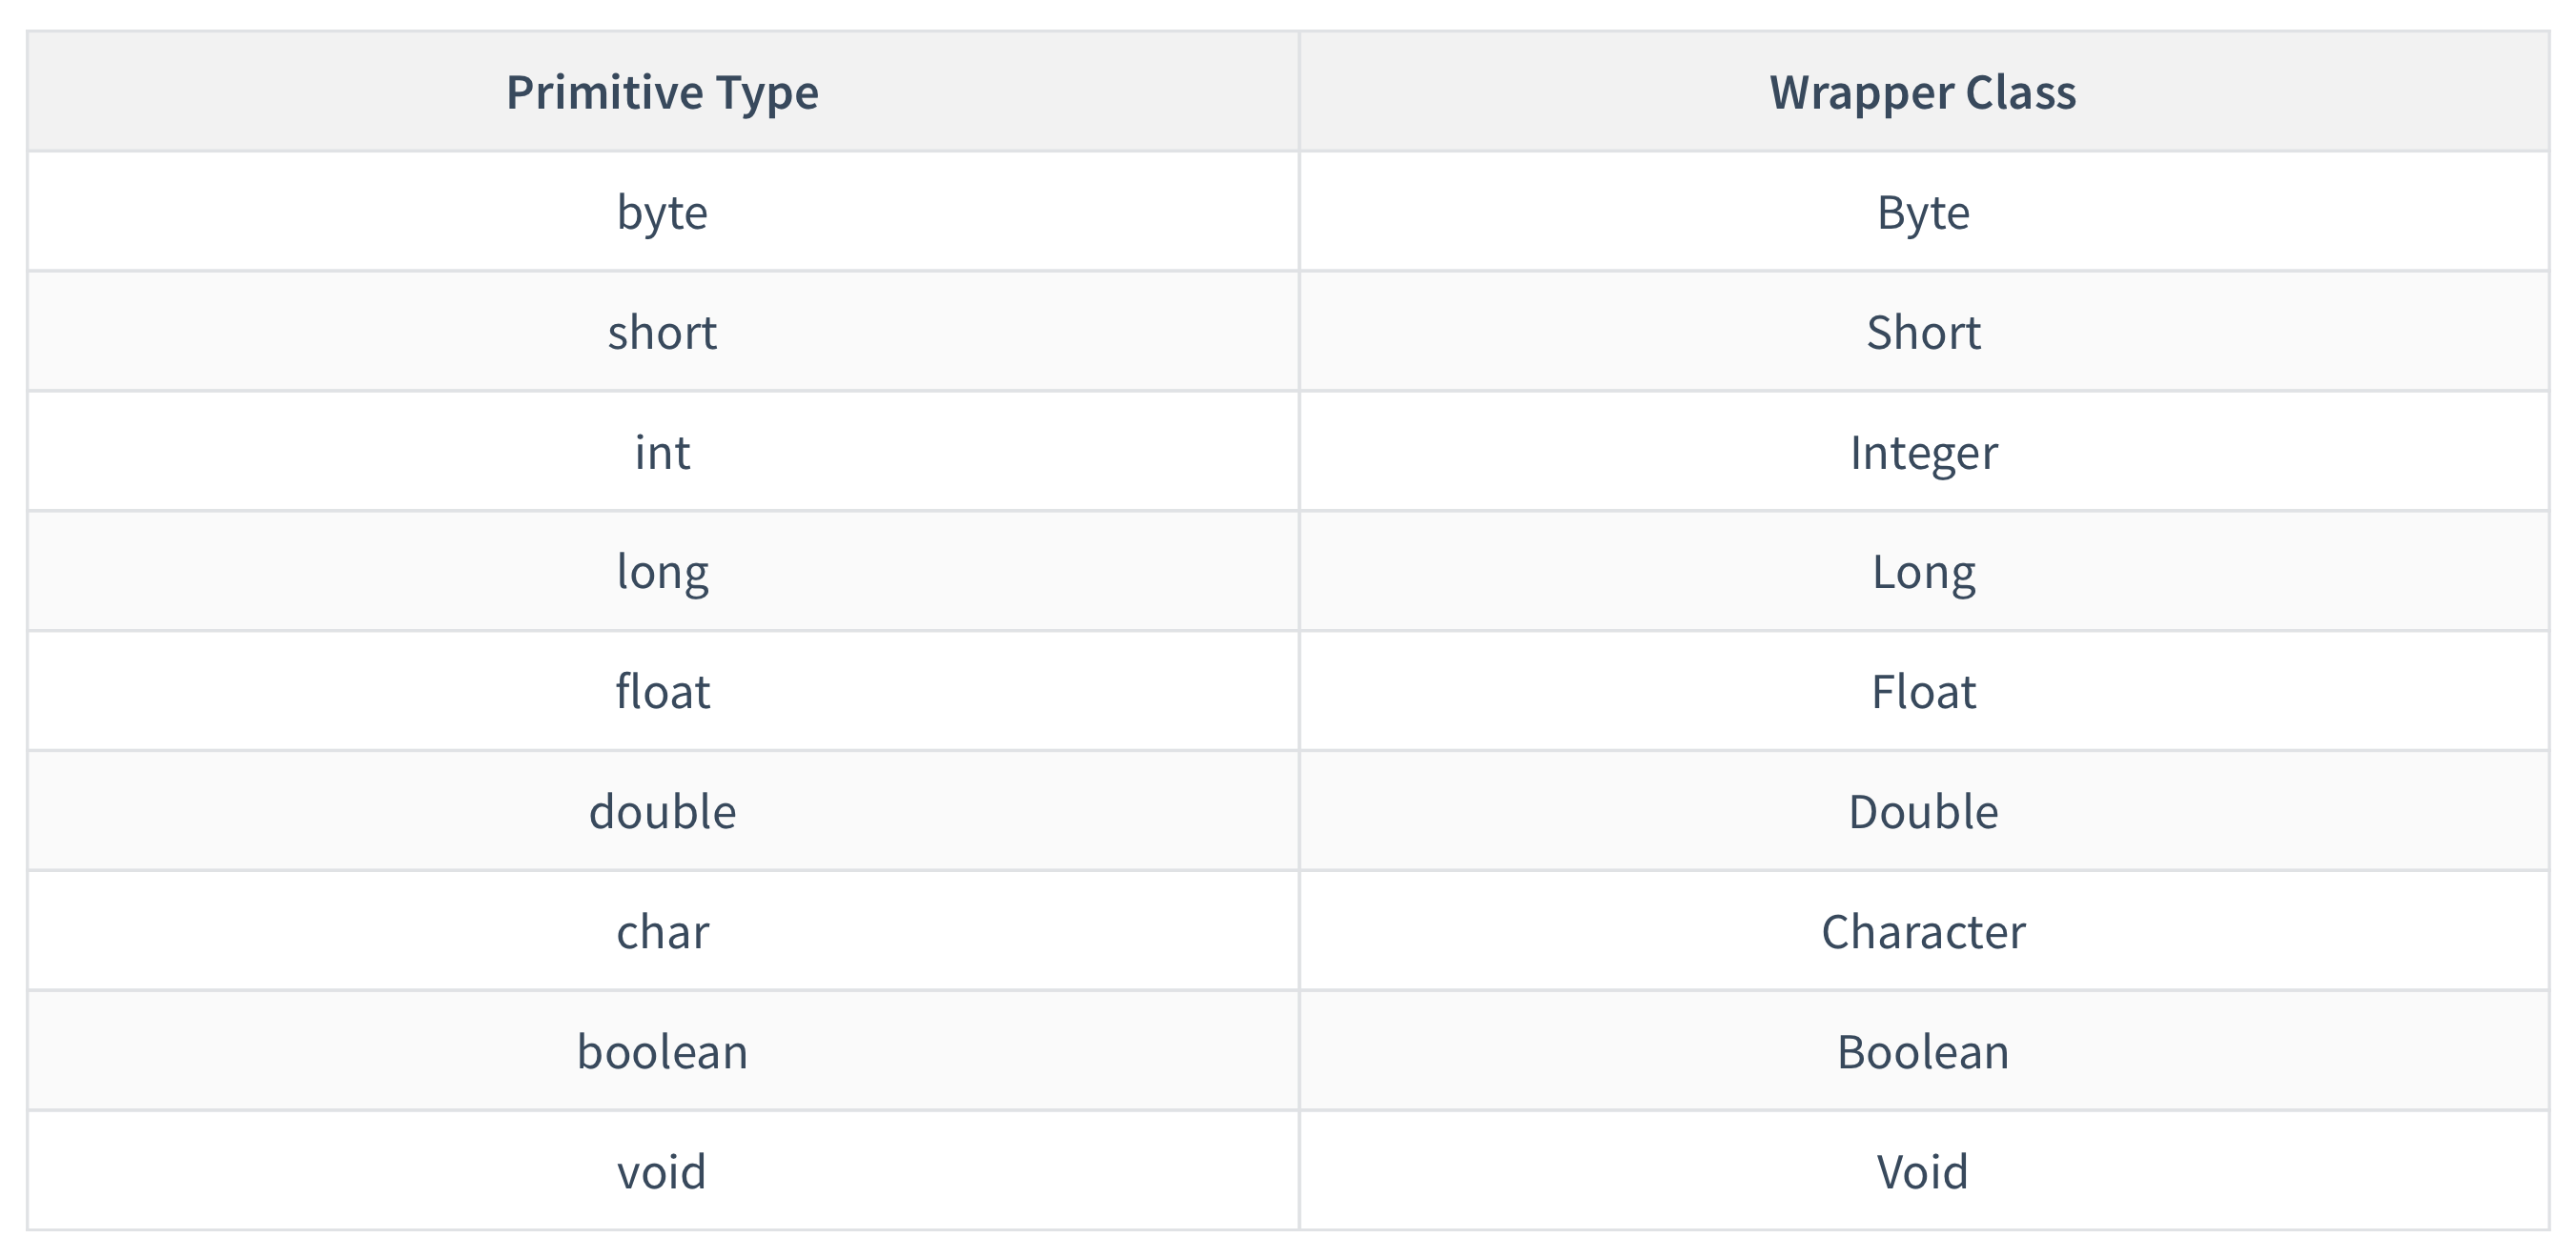 Primitive Type Wrapper Class
byte Byte
short Short
int Integer
long Long
float Float
double Double
char Character
boolean Boolean
void Void